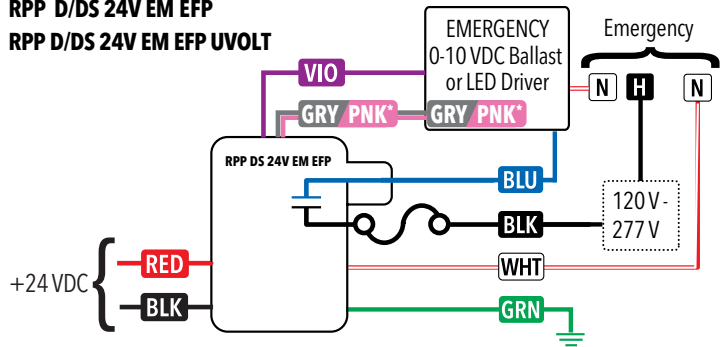 RPP D/DS 24V EM EFP
RPP D/DS 24V EM EFP UVOLT
EMERGENCY
0-10 VDC Ballast
or LED Driver
Emergency
VIO
N H N
GRY/PNK* GRY/PNK*
RPP DS 24V EM EFP
BLU
120 V -
277 V
BLK
RED
WHT
+24 VDC
BLK
GRN